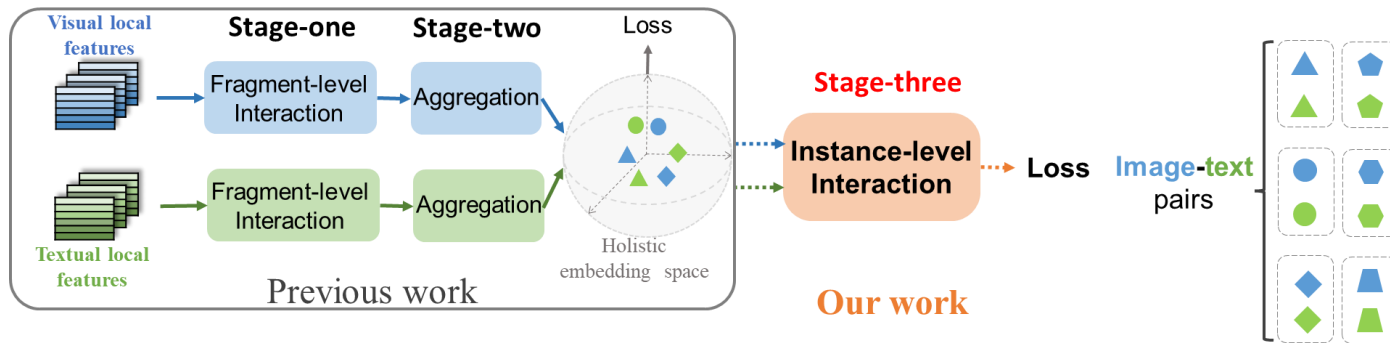 Visual local
features
Stage-one
Stage-two
Loss
Fragment-level
Interaction
Aggregation
Fragment-level
Interaction
Aggregation
Textual local
features
Holistic
embedding space
Previous work
Stage-three
Instance-level
Interaction
Loss
Our work
Image-text
pairs